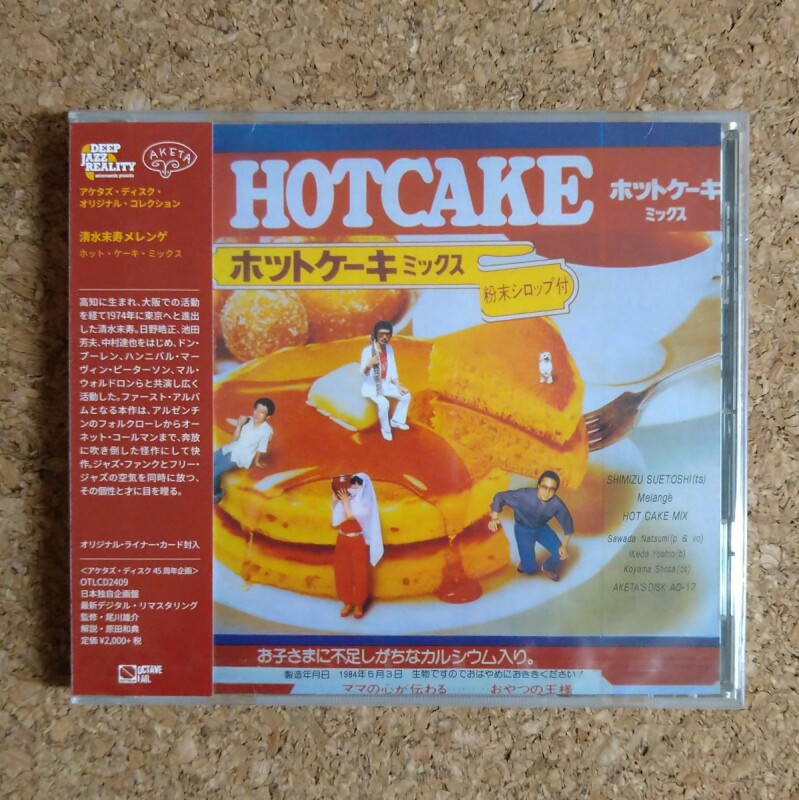 DEEP
JAZZ
REALITY
AKETA
アケタズ・ディスク・
オリジナル・コレクション
清水末寿メレンゲ
ホット・ケーキ・ミックス
高知に生まれ、大阪での活動
を経て1974年に東京へと進出
した清水末寿。日野皓正、池田
芳夫、中村達也をはじめ、ドン・
プーレン、ハンニバル・マー
ヴィン・ピーターソン、マル・
ウォルドロンらと共演し広く
活動した。ファースト・アルバ
ムとなる本作は、アルゼンチ
ンのフォルクローレからオー
ネット・コールマンまで、奔放
に吹き倒した怪作にして快
作。ジャズ・ファンクとフリー・
ジャズの空気を同時に放つ、
その個性と才に目を瞠る。
オリジナル・ライナー・カード封入
＜アケタズ・ディスク 45周年企画＞
OTLCD2409
日本独自企画盤
最新デジタル・リマスタリング
監修・尾川雄介
解説・原田和典
定価 ¥2,000+ 税
OCTAVE
LAB.
HOTCAKE
ホットケーキ
ミックス
ホットケーキ ミックス
粉末シロップ付
SHIMIZU SUETOSHI(ts)
Melange
HOT CAKE MIX
Sawada Natsumi(p & vo)
Ikeda Yoshio(b)
Koyama Shota(ds)
AKETA'S DISK AD-17
お子さまに不足しがちなカルシウム入り。
製造年月日 1984年5月3日 生物ですのでおはやめにおききください！
ママの心が伝わる………おやつの王様